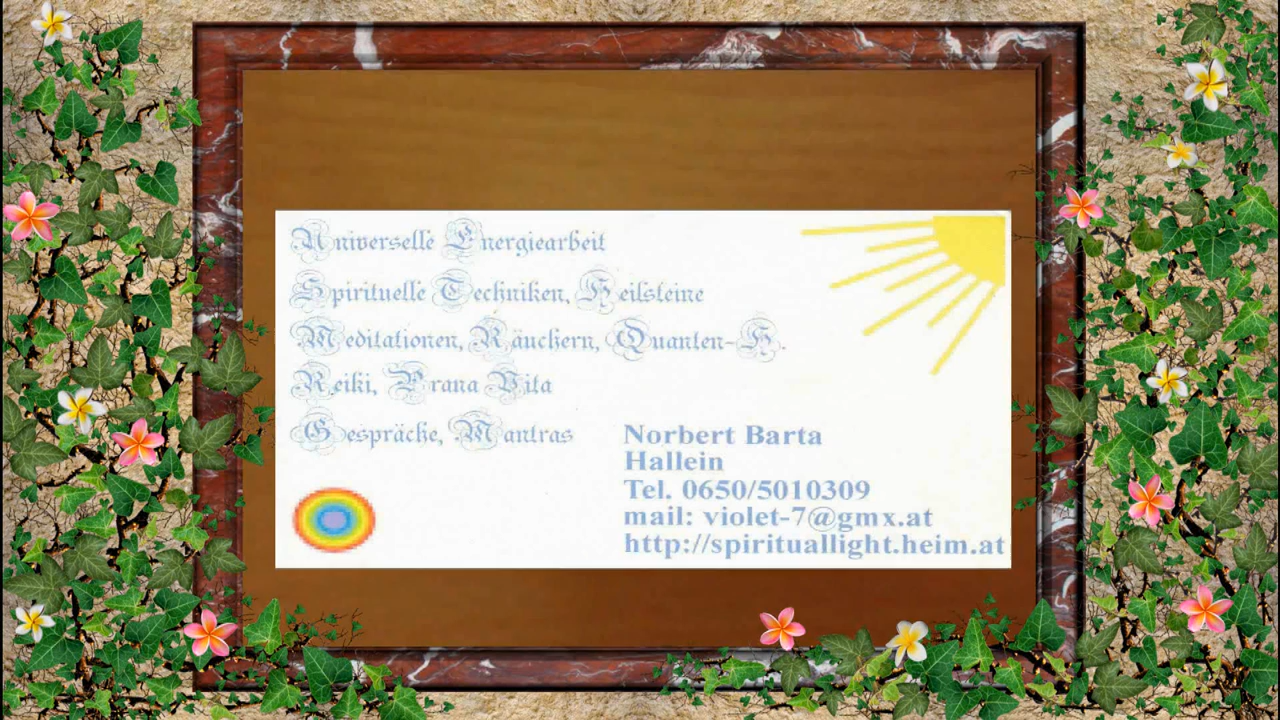 Universelle Energiearbeit
Spirituelle Techniken, Heilsteine
Meditationen, Räuchern, Quanten-H.
Reiki, Prana Vita
Gespräche, Mantras
Norbert Barta
Hallein
Tel. 0650/5010309
mail: violet-7@gmx.at
http://spirituallight.heim.at